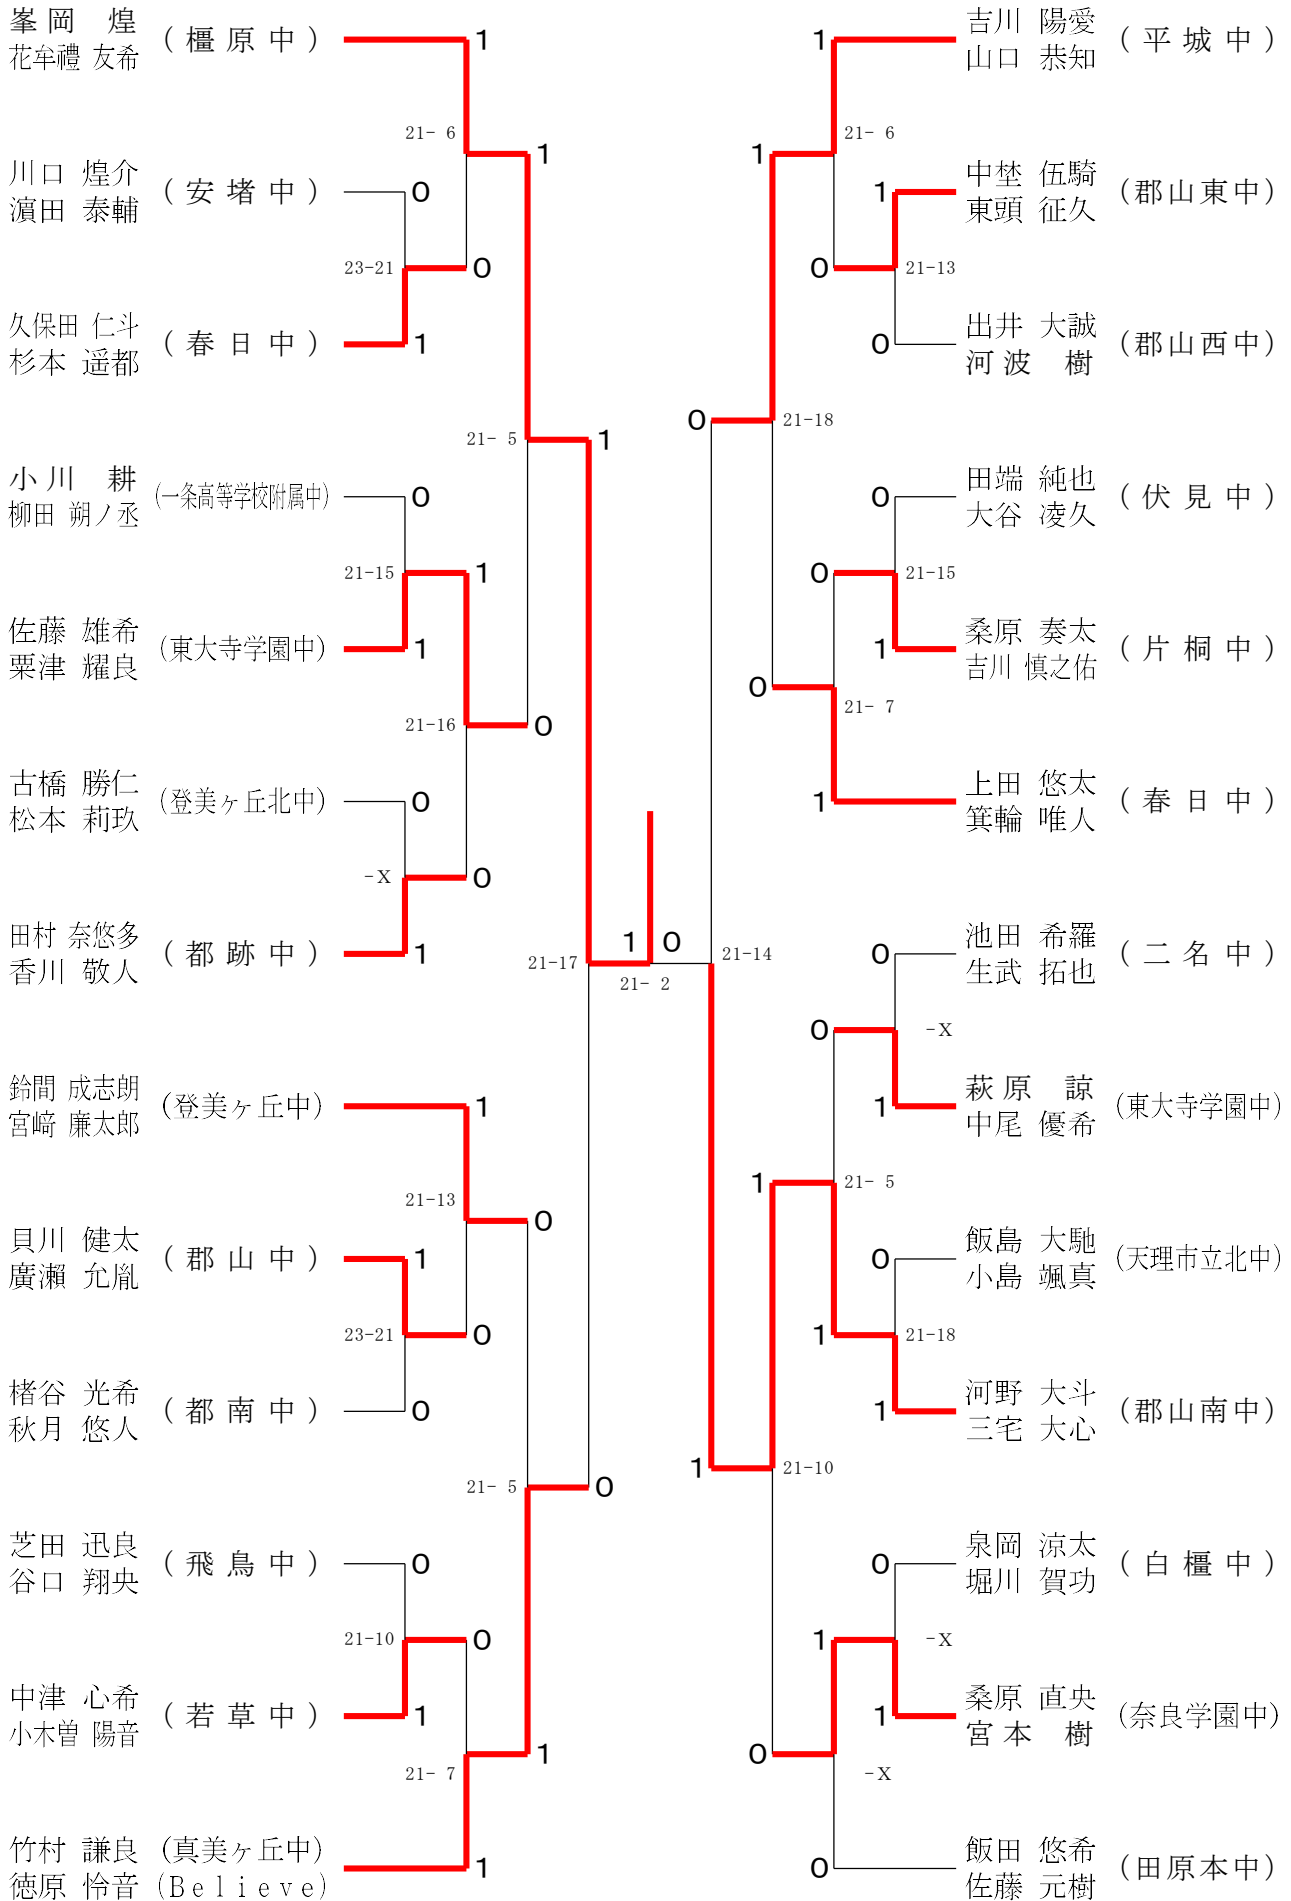 峯岡 煌
花牟禮 友希
(橿原中)
1
21- 6
1
川口 煌介
濵田 泰輔
(安堵中)
0
23-21
0
久保田 仁斗
杉本 遥都
(春日中)
1
21- 5
1
小川 耕
柳田 朔ノ丞
(一条高等学校附属中)
0
21-15
1
佐藤 雄希
粟津 耀良
(東大寺学園中)
1
21-16
0
古橋 勝仁
松本 莉玖
(登美ヶ丘北中)
0
-X
0
田村 奈悠多
香川 敬人
(都跡中)
1
21-17
1
0
21- 2
鈴間 成志朗
宮﨑 廉太郎
(登美ヶ丘中)
1
21-13
0
貝川 健太
廣瀬 允胤
(郡山中)
1
23-21
0
楮谷 光希
秋月 悠人
(都南中)
0
21- 5
0
芝田 迅良
谷口 翔央
(飛鳥中)
0
21-10
0
中津 心希
小木曽 陽音
(若草中)
1
21- 7
1
竹村 謙良
徳原 怜音
(真美ヶ丘中)
(Believe)
1
吉川 陽愛
山口 恭知
(平城中)
1
21- 6
1
中埜 伍騎
東頭 征久
(郡山東中)
1
0
21-13
出井 大誠
河波 樹
(郡山西中)
0
0
21-18
田端 純也
大谷 凌久
(伏見中)
0
0
21-15
桑原 奏太
吉川 慎之佑
(片桐中)
1
0
21- 7
上田 悠太
箕輪 唯人
(春日中)
1
21-14
池田 希羅
生武 拓也
(二名中)
0
0
-X
萩原 諒
中尾 優希
(東大寺学園中)
1
1
21- 5
飯島 大馳
小島 颯真
(天理市立北中)
0
1
21-18
河野 大斗
三宅 大心
(郡山南中)
1
1
21-10
泉岡 涼太
堀川 賀功
(白橿中)
0
1
-X
桑原 直央
宮本 樹
(奈良学園中)
1
0
-X
飯田 悠希
佐藤 元樹
(田原本中)
0